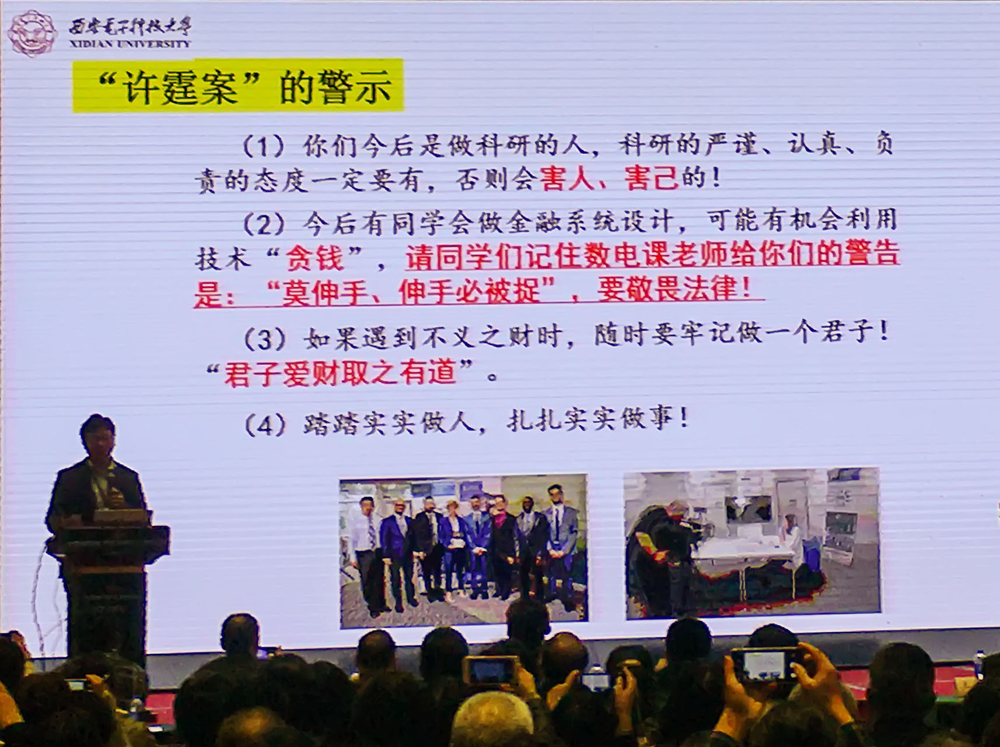 西安电子科技大学
XIDIAN UNIVERSITY
“许霆案”的警示
（1）你们今后是做科研的人，科研的严谨、认真、负
责的态度一定要有，否则会害人、害己的！
（2）今后有同学会做金融系统设计，可能有机会利用
技术“贪钱”，请同学们记住数电课老师给你们的警告
是：“莫伸手、伸手必被捉”，要敬畏法律！
（3）如果遇到不义之财时，随时要牢记做一个君子！
“君子爱财取之有道”。
（4）踏踏实实做人，扎扎实实做事！